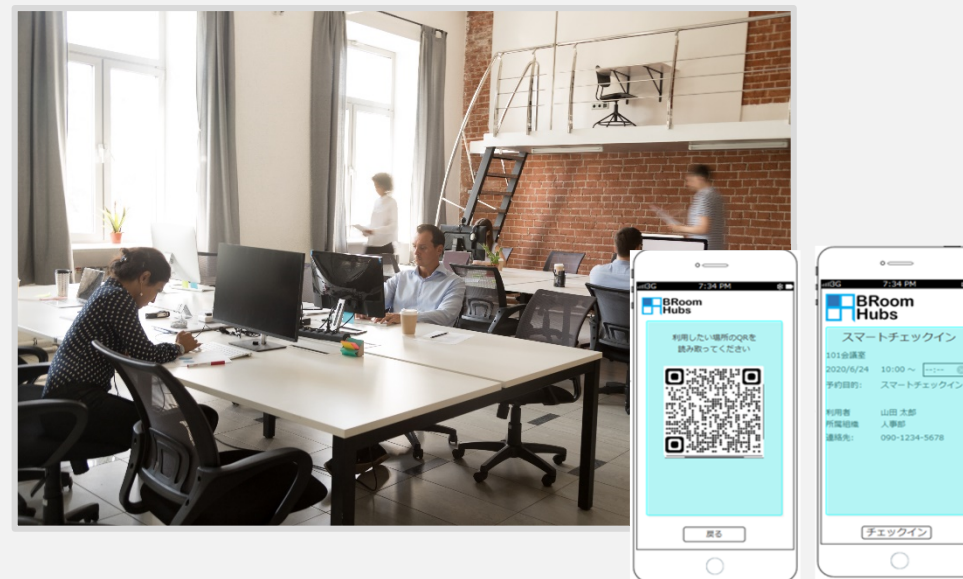 3G 7:34 PM
BRoom
Hubs
利用したい場所のQRを
読み取ってください
戻る
3G 7:34 PM
BRoom
Hubs
スマートチェックイン
101会議室
2020/6/24 10:00 ～ --:--
予約目的: スマートチェックイン
利用者 山田 太郎
所属組織 人事部
連絡先: 090-1234-5678
チェックイン